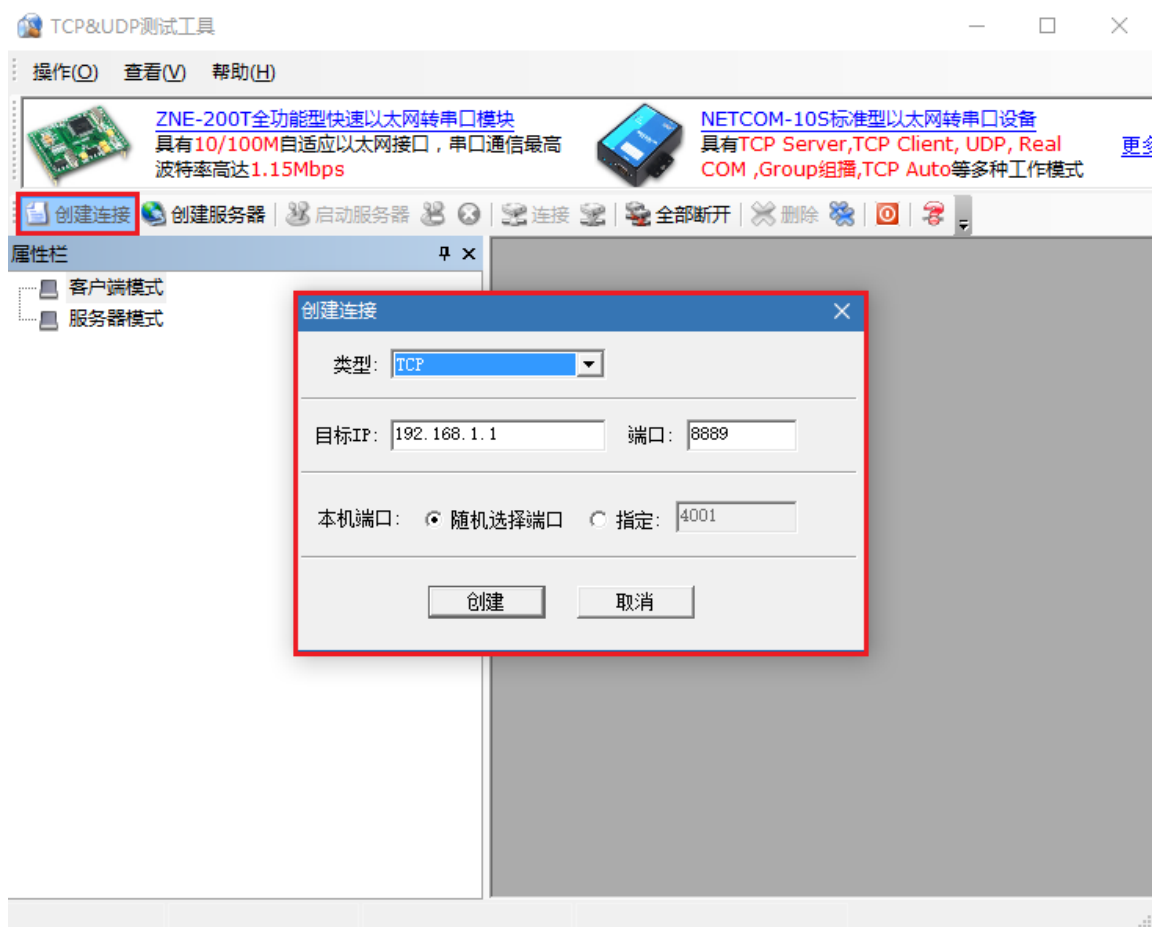 TCP&UDP测试工具
操作(O) 查看(V) 帮助(H)
ZNE-200T全功能型快速以太网转串口模块
具有10/100M自适应以太网接口，串口通信最高
波特率高达1.15Mbps
NETCOM-10S标准型以太网转串口设备
具有TCP Server,TCP Client, UDP, Real
COM ,Group组播,TCP Auto等多种工作模式
更多
创建连接 创建服务器 启动服务器 连接 全部断开 删除
属性栏
客户端模式
服务器模式
创建连接
类型: TCP
目标IP: 192.168.1.1 端口: 8889
本机端口: 随机选择端口 指定: 4001
创建 取消